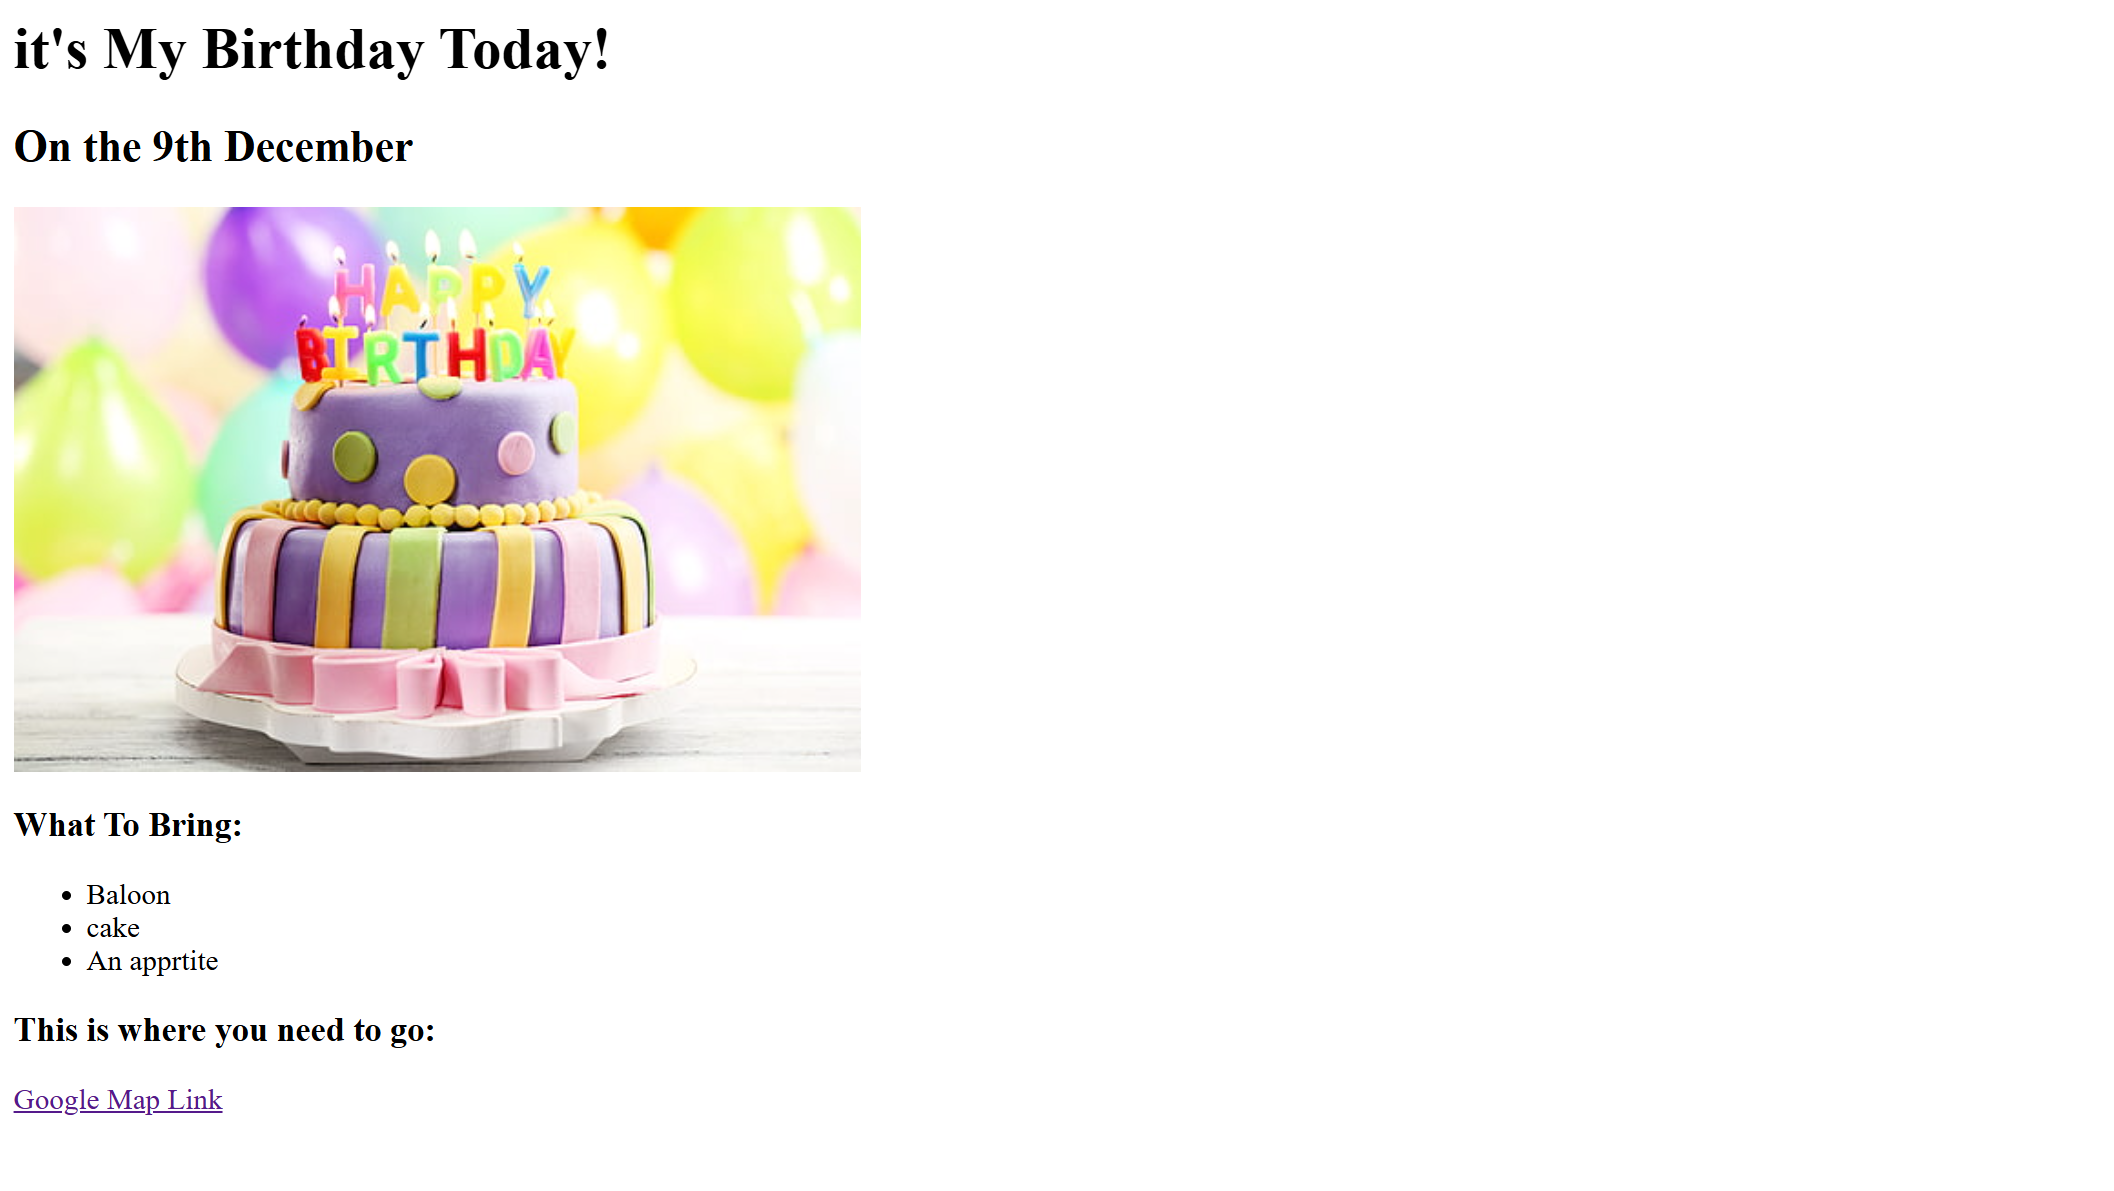 it's My Birthday Today!
On the 9th December
HAPPY
BIRTHDAY
What To Bring:
Baloon
cake
An apprtite
This is where you need to go:
Google Map Link